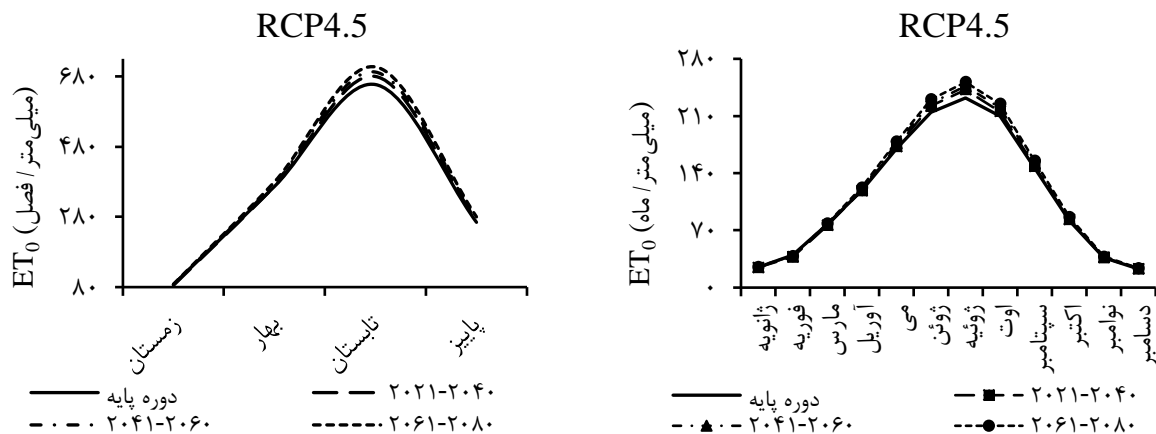 RCP4.5
ET0 (میلی‌متر/ فصل)
۶۸۰
۴۸۰
۲۸۰
۸۰
زمستان
بهار
تابستان
پاییز
دوره پایه
۲۰۲۱-۲۰۴۰
۲۰۴۱-۲۰۶۰
۲۰۶۱-۲۰۸۰
RCP4.5
ET0 (میلی‌متر/ ماه)
۲۸۰
۲۱۰
۱۴۰
۷۰
۰
ژانویه
فوریه
مارس
آوریل
می
ژوئن
ژوئیه
اوت
سپتامبر
اکتبر
نوامبر
دسامبر
دوره پایه
۲۰۲۱-۲۰۴۰
۲۰۴۱-۲۰۶۰
۲۰۶۱-۲۰۸۰